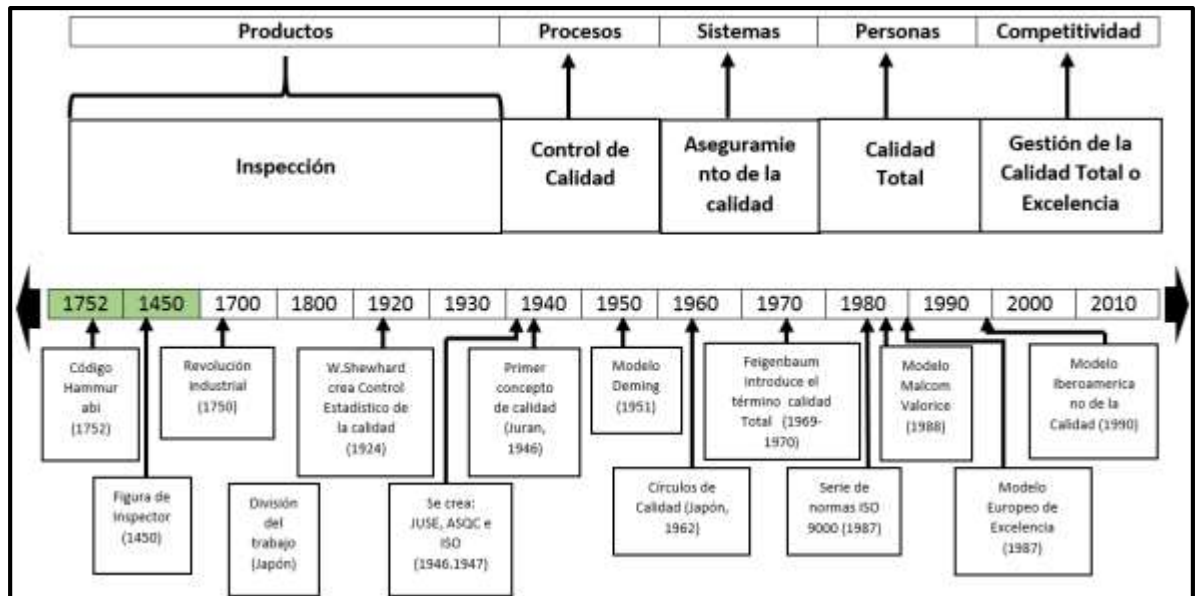 Productos Procesos Sistemas Personas Competitividad
Inspección
Control de
Calidad
Aseguramie
nto de la
calidad
Calidad
Total
Gestión de la
Calidad Total o
Excelencia
1752 1450 1700 1800 1920 1930 1940 1950 1960 1970 1980 1990 2000 2010
Código
Hammur
abi
(1752)
Revolución
industrial
(1750)
W.Shewhard
crea Control
Estadístico de
la calidad
(1924)
Primer
concepto
de calidad
(Juran,
1946)
Modelo
Deming
(1951)
Feigenbaum
introduce el
término calidad
Total (1969-
1970)
Modelo
Malcom
Valorice
(1988)
Modelo
Iberoamerica
no de la
Calidad (1990)
Figura de
Inspector
(1450)
División
del
trabajo
(Japón)
Se crea:
JUSE, ASQC e
ISO
(1946.1947)
Círculos de
Calidad (Japón,
1962)
Serie de
normas ISO
9000 (1987)
Modelo
Europeo de
Excelencia
(1987)